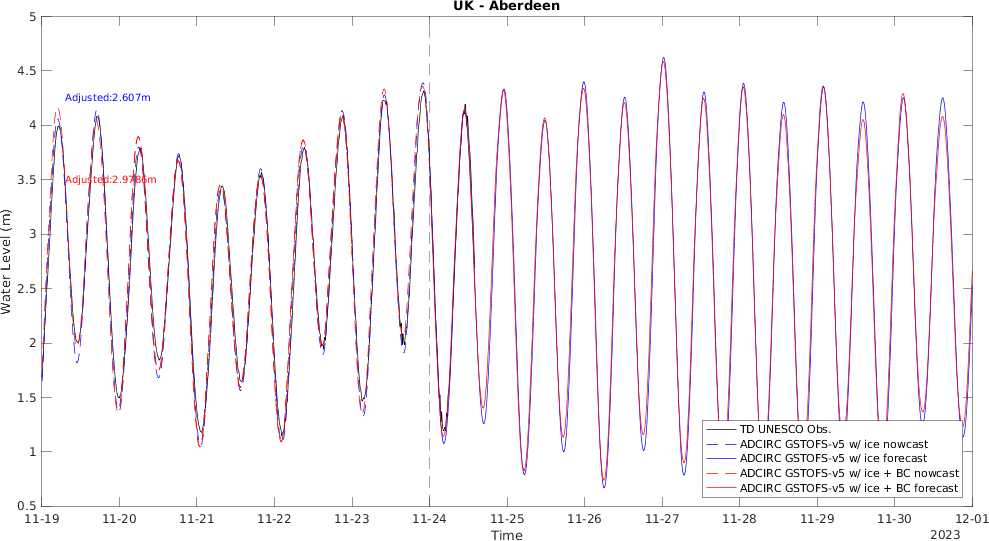 UK - Aberdeen
5
4.5
4
3.5
3
2.5
2
1.5
1
0.5
Water Level (m)
Adjusted:2.607m
Adjusted:2.9786m
TD UNESCO Obs.
ADCIRC GSTOFS-v5 w/ ice nowcast
ADCIRC GSTOFS-v5 w/ ice forecast
ADCIRC GSTOFS-v5 w/ ice + BC nowcast
ADCIRC GSTOFS-v5 w/ ice + BC forecast
11-19 11-20 11-21 11-22 11-23 11-24 11-25 11-26 11-27 11-28 11-29 11-30 12-01
Time
2023